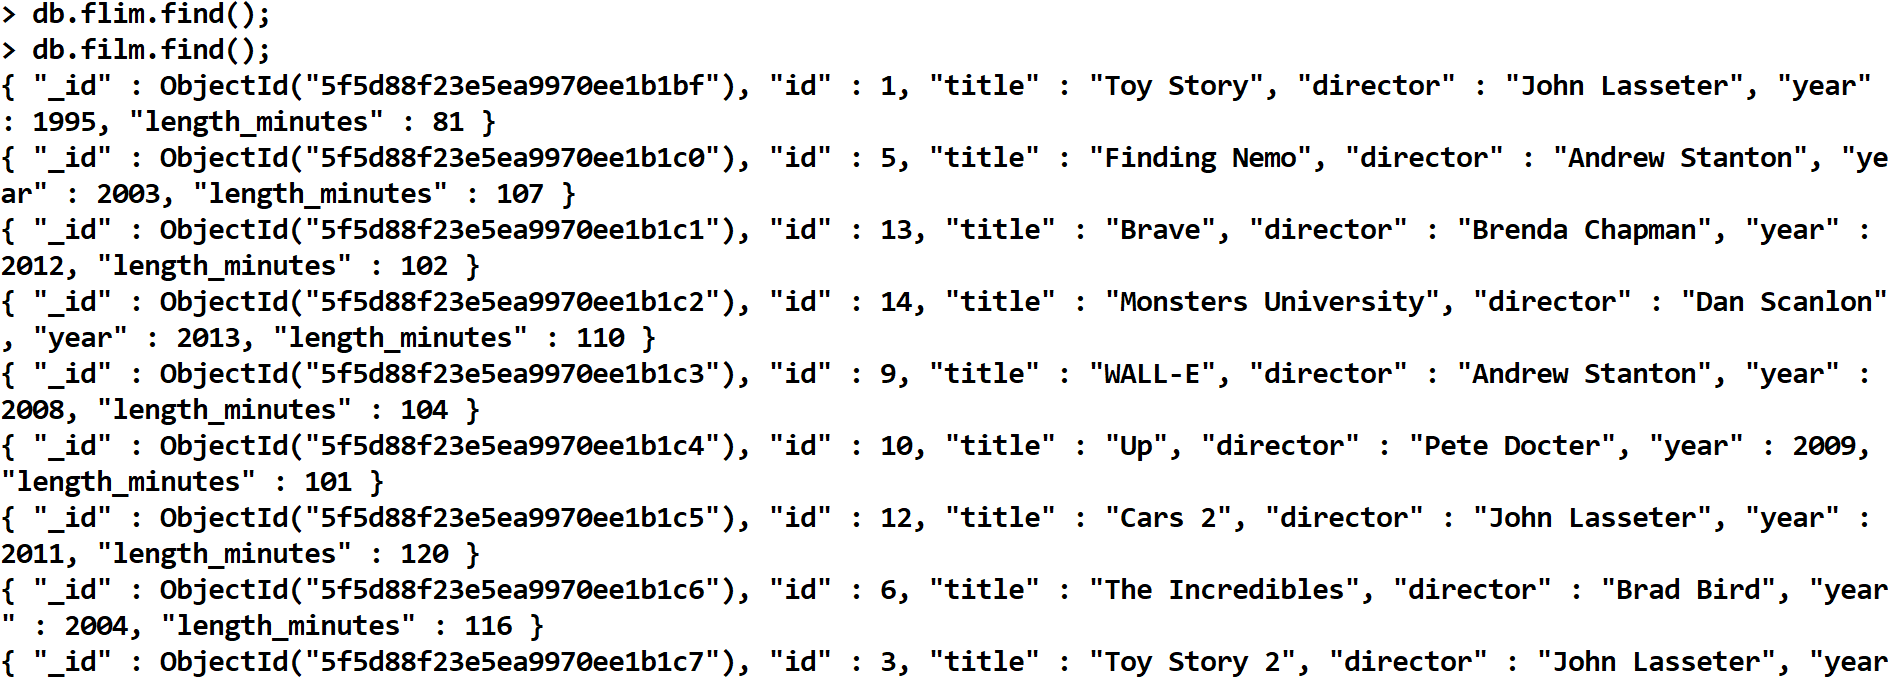 > db.flim.find();
> db.film.find();
{ "_id" : ObjectId("5f5d88f23e5ea9970ee1b1bf"), "id" : 1, "title" : "Toy Story", "director" : "John Lasseter", "year"
: 1995, "length_minutes" : 81 }
{ "_id" : ObjectId("5f5d88f23e5ea9970ee1b1c0"), "id" : 5, "title" : "Finding Nemo", "director" : "Andrew Stanton", "ye
ar" : 2003, "length_minutes" : 107 }
{ "_id" : ObjectId("5f5d88f23e5ea9970ee1b1c1"), "id" : 13, "title" : "Brave", "director" : "Brenda Chapman", "year" :
2012, "length_minutes" : 102 }
{ "_id" : ObjectId("5f5d88f23e5ea9970ee1b1c2"), "id" : 14, "title" : "Monsters University", "director" : "Dan Scanlon"
, "year" : 2013, "length_minutes" : 110 }
{ "_id" : ObjectId("5f5d88f23e5ea9970ee1b1c3"), "id" : 9, "title" : "WALL-E", "director" : "Andrew Stanton", "year" :
2008, "length_minutes" : 104 }
{ "_id" : ObjectId("5f5d88f23e5ea9970ee1b1c4"), "id" : 10, "title" : "Up", "director" : "Pete Docter", "year" : 2009,
"length_minutes" : 101 }
{ "_id" : ObjectId("5f5d88f23e5ea9970ee1b1c5"), "id" : 12, "title" : "Cars 2", "director" : "John Lasseter", "year" :
2011, "length_minutes" : 120 }
{ "_id" : ObjectId("5f5d88f23e5ea9970ee1b1c6"), "id" : 6, "title" : "The Incredibles", "director" : "Brad Bird", "year
" : 2004, "length_minutes" : 116 }
{ "_id" : ObjectId("5f5d88f23e5ea9970ee1b1c7"), "id" : 3, "title" : "Toy Story 2", "director" : "John Lasseter", "year